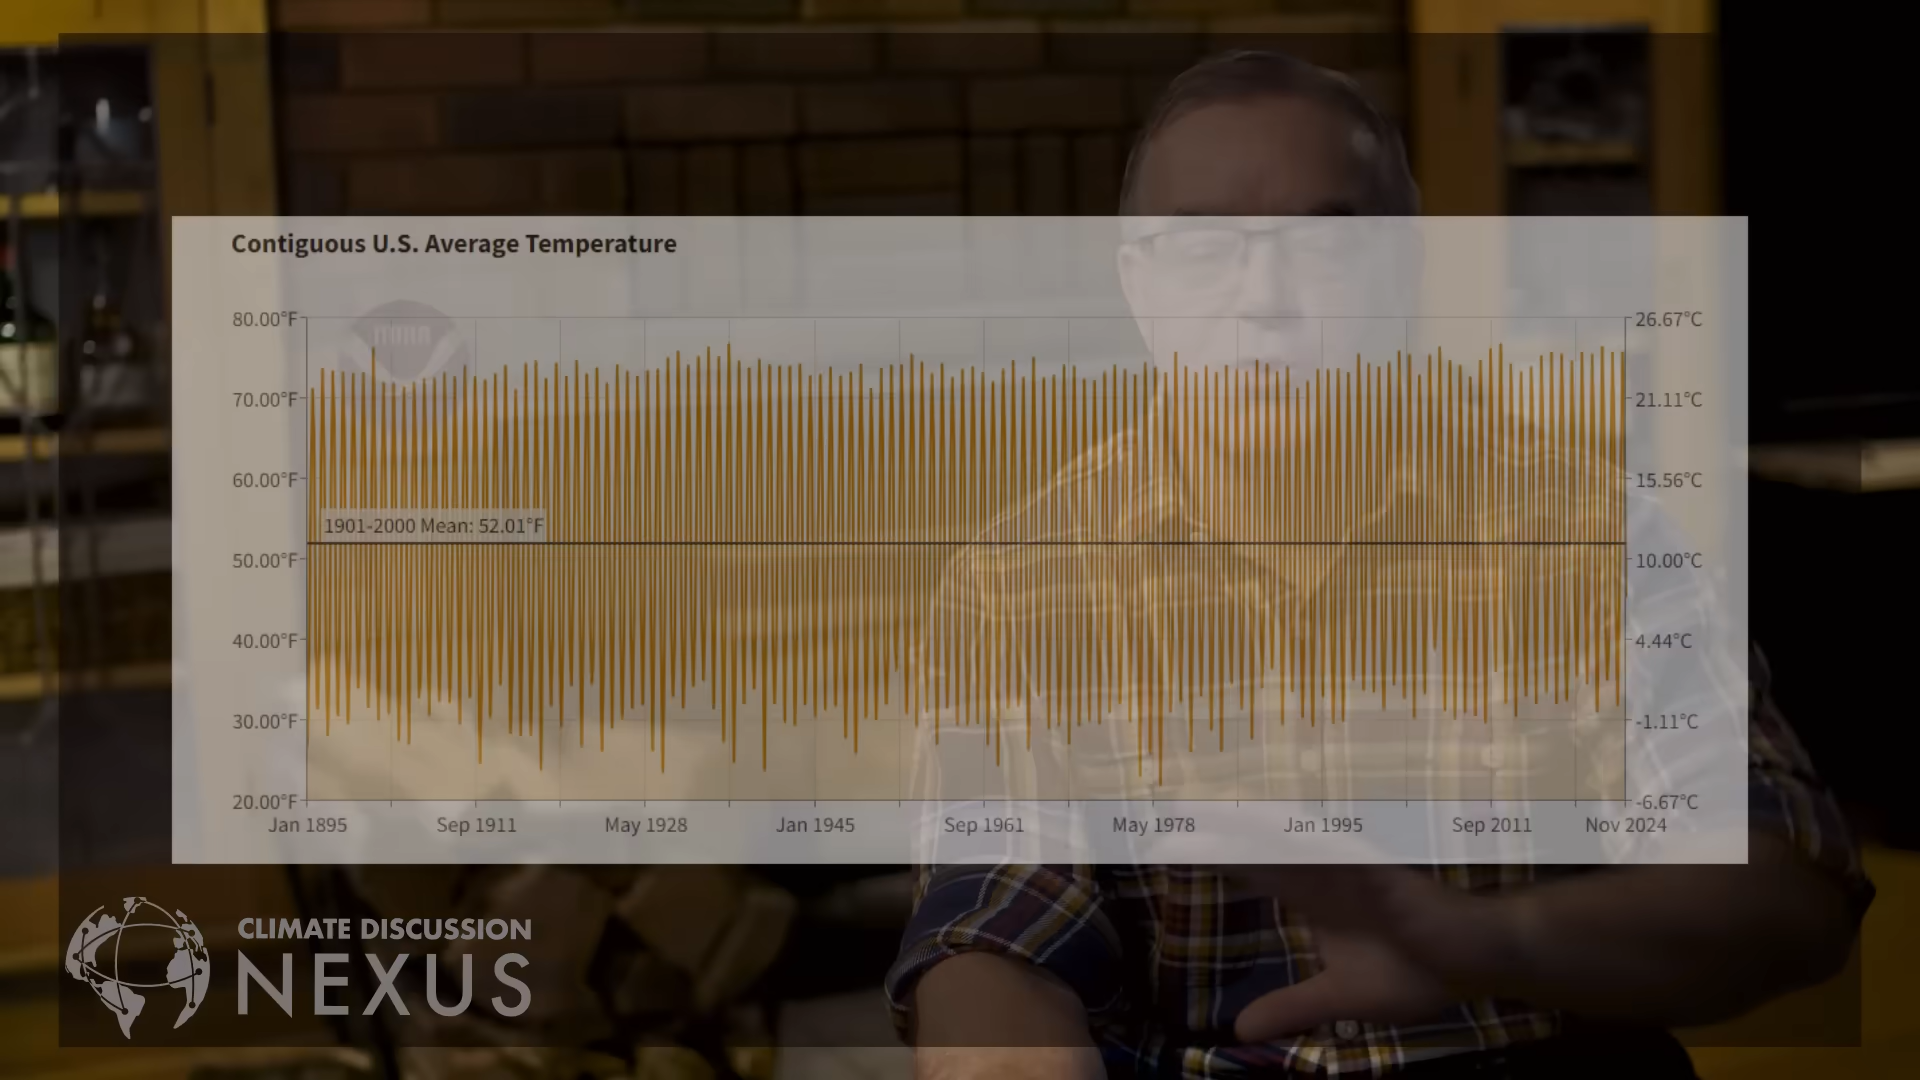 Contiguous U.S. Average Temperature
80.00°F
26.67°C
NOAA
70.00°F
21.11°C
60.00°F
15.56°C
1901-2000 Mean: 52.01°F
50.00°F
10.00°C
40.00°F
4.44°C
30.00°F
-1.11°C
20.00°F
-6.67°C
Jan 1895 Sep 1911 May 1928 Jan 1945 Sep 1961 May 1978 Jan 1995 Sep 2011 Nov 2024
CLIMATE DISCUSSION
NEXUS